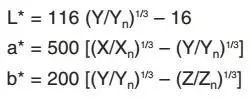 L* = 116 (Y/Yₙ)¹/³ – 16
a* = 500 [(X/Xₙ)¹/³ – (Y/Yₙ)¹/³]
b* = 200 [(Y/Yₙ)¹/³ – (Z/Zₙ)¹/³]